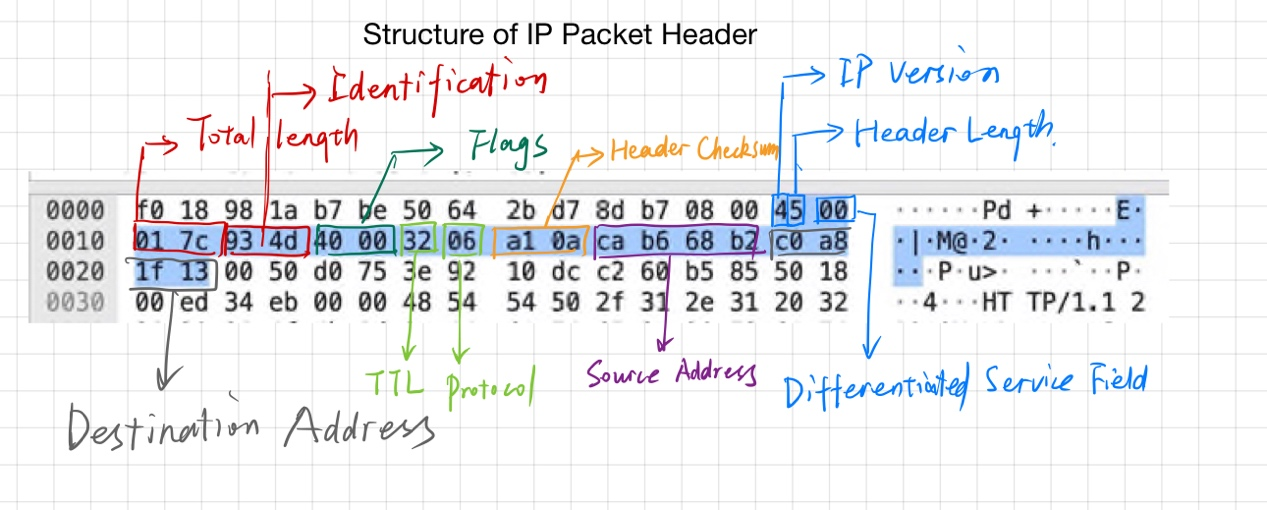 Structure of IP Packet Header
Identification
IP Version
Total length
Flags
Header Checksum
Header Length.
0000 f0 18 98 1a b7 be 50 64 2b d7 8d b7 08 00 45 00 ······Pd +·····E·
0010 01 7c 93 4d 40 00 32 06 a1 0a ca b6 68 b2 c0 a8 ·|·M@·2· ····h···
0020 1f 13 00 50 d0 75 3e 92 10 dc c2 60 b5 85 50 18 ···P·u>· ···`··P·
0030 00 ed 34 eb 00 00 48 54 54 50 2f 31 2e 31 20 32 ··4···HT TP/1.1 2
TTL
Protocol
Source Address
Differentiated Service Field
Destination Address